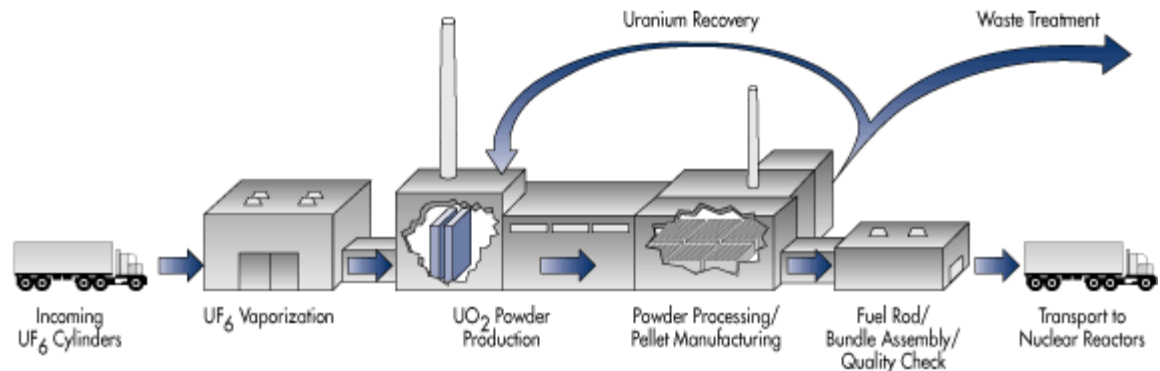 Uranium Recovery
Waste Treatment
Incoming
UF6 Cylinders
UF6 Vaporization
UO2 Powder
Production
Powder Processing/
Pellet Manufacturing
Fuel Rod/
Bundle Assembly/
Quality Check
Transport to
Nuclear Reactors